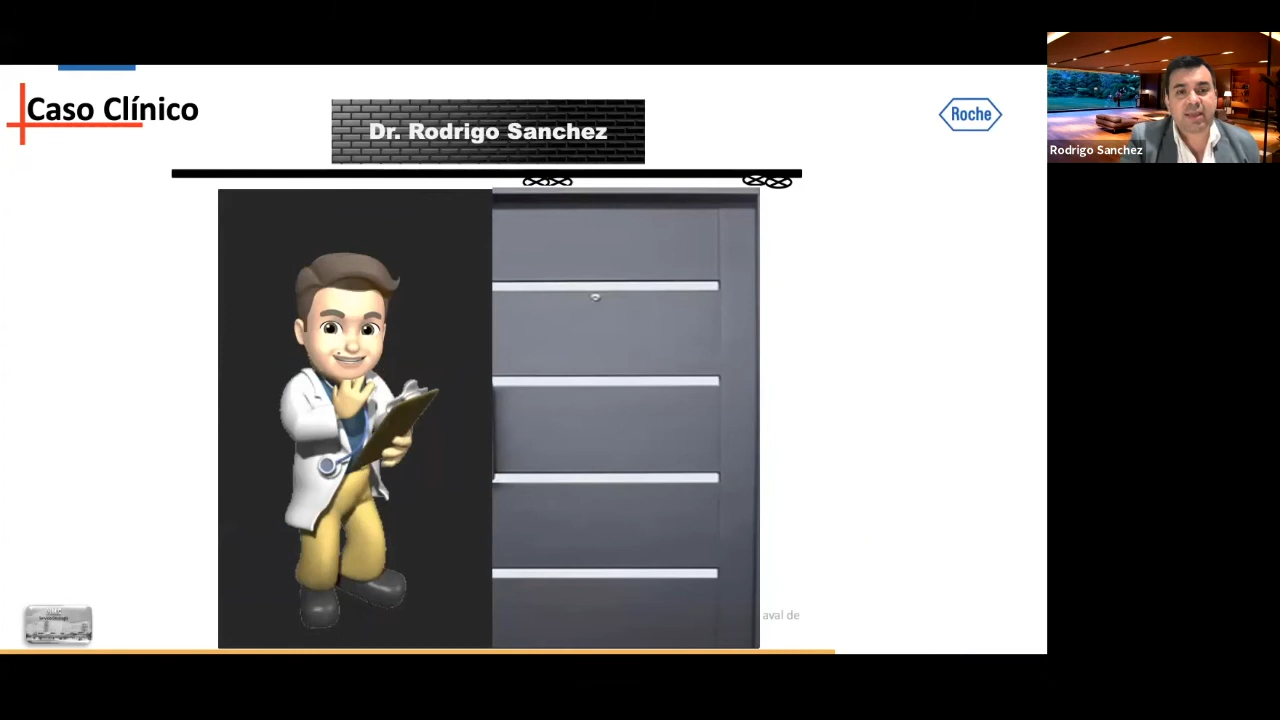 Caso Clínico
Dr. Rodrigo Sanchez
Roche
Rodrigo Sanchez
aval de